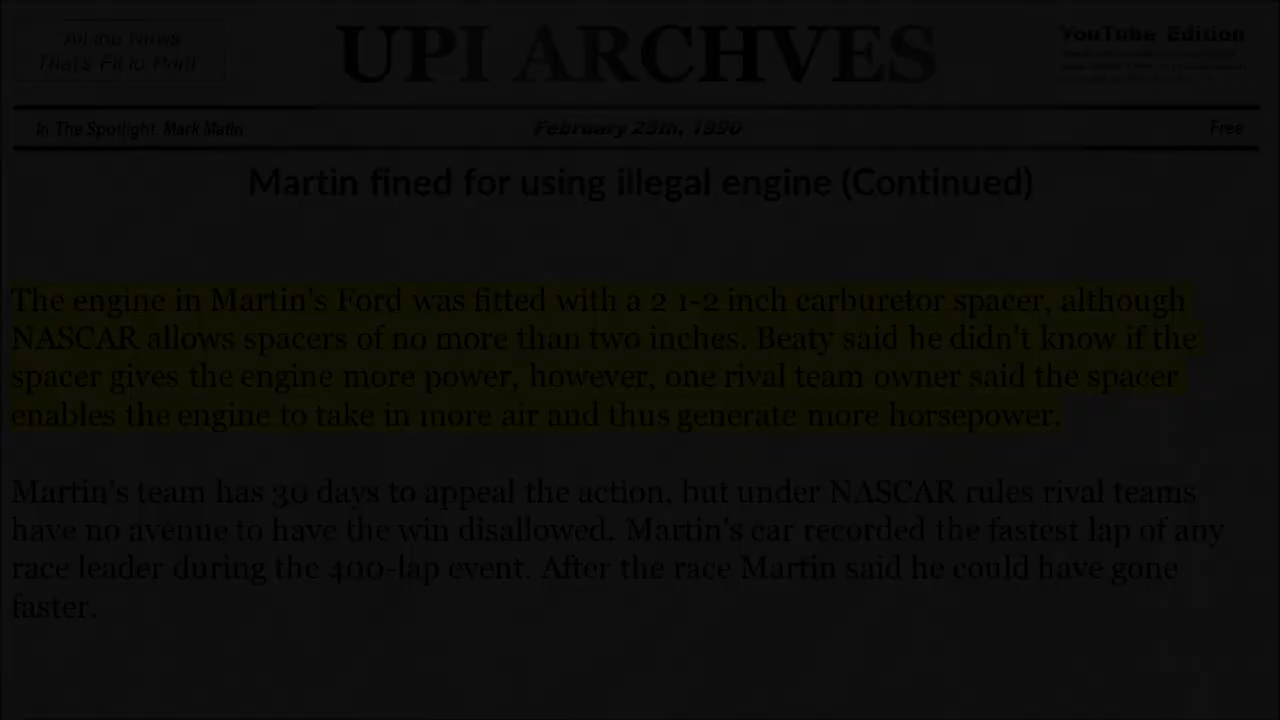 All the News
That's Fit to Print
UPI ARCHVES
YouTube Edition
In The Spotlight: Mark Matin
February 25th, 1990
Free
Martin fined for using illegal engine (Continued)
The engine in Martin's Ford was fitted with a 2 1-2 inch carburetor spacer, although
NASCAR allows spacers of no more than two inches. Beaty said he didn't know if the
spacer gives the engine more power, however, one rival team owner said the spacer
enables the engine to take in more air and thus generate more horsepower.
Martin's team has 30 days to appeal the action, but under NASCAR rules rival teams
have no avenue to have the win disallowed. Martin's car recorded the fastest lap of any
race leader during the 400-lap event. After the race Martin said he could have gone
faster.